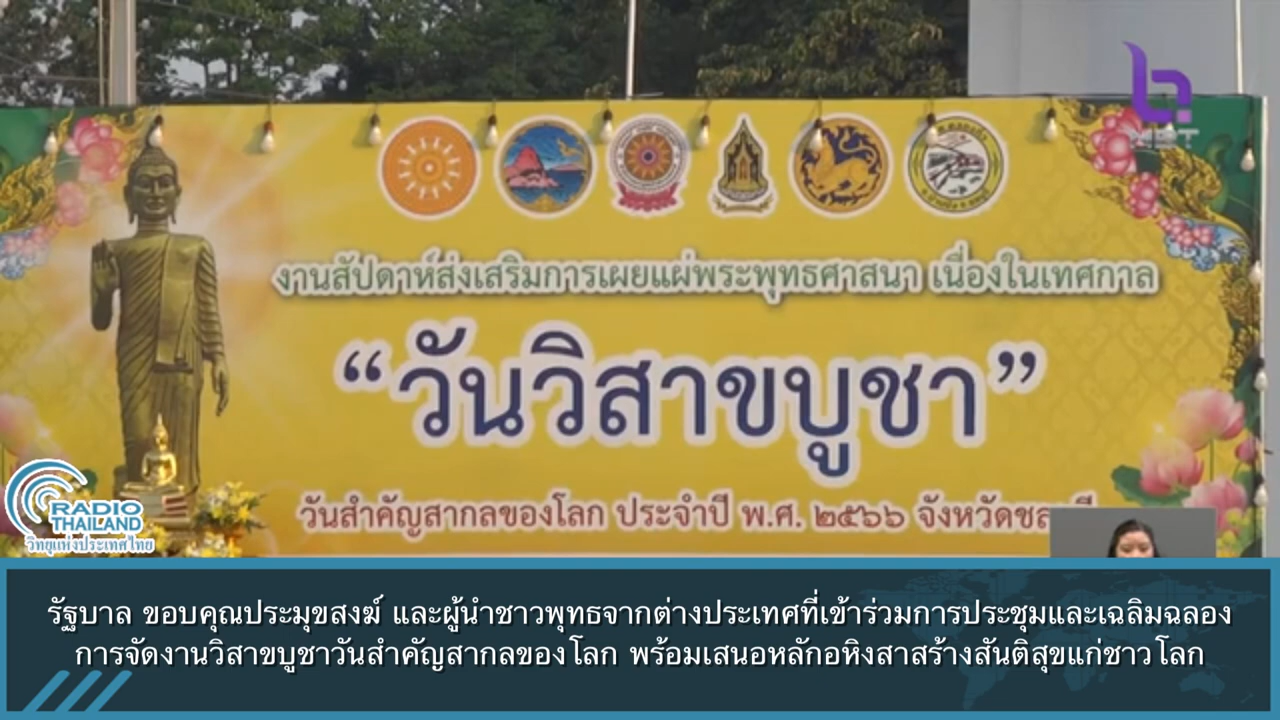 NBT
งานสัปดาห์ส่งเสริมการเผยแผ่พระพุทธศาสนา เนื่องในเทศกาล
“วันวิสาขบูชา”
วันสำคัญสากลของโลก ประจำปี พ.ศ. ๒๕๖๖ จังหวัด
RADIO
THAILAND
วิทยุแห่งประเทศไทย
รัฐบาล ขอบคุณประมุขสงฆ์ และผู้นำชาวพุทธจากต่างประเทศที่เข้าร่วมการประชุมและเฉลิมฉลอง
การจัดงานวิสาขบูชาวันสำคัญสากลของโลก พร้อมเสนอหลักอหิงสาสร้างสันติสุขแก่ชาวโลก